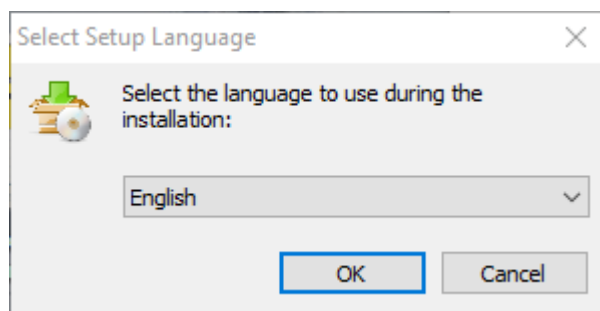 Select Setup Language
Select the language to use during the
installation:
English
OK
Cancel